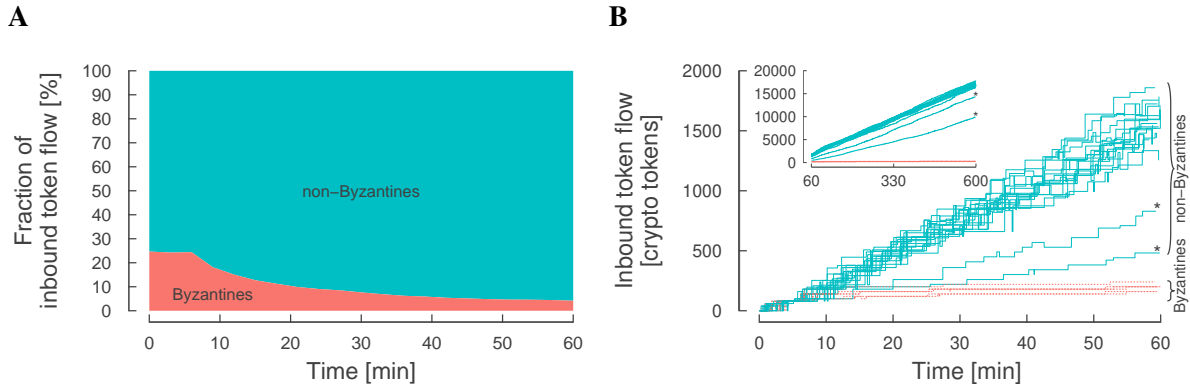 A
Fraction of
inbound token flow [%]
100
90
80
70
60
50
40
30
20
10
0
non−Byzantines
Byzantines
0 10 20 30 40 50 60
Time [min]
B
Inbound token flow
[crypto tokens]
2000
1500
1000
500
0
20000
15000
10000
5000
0
60 330 600
*
*
*
*
non−Byzantines
Byzantines
0 10 20 30 40 50 60
Time [min]